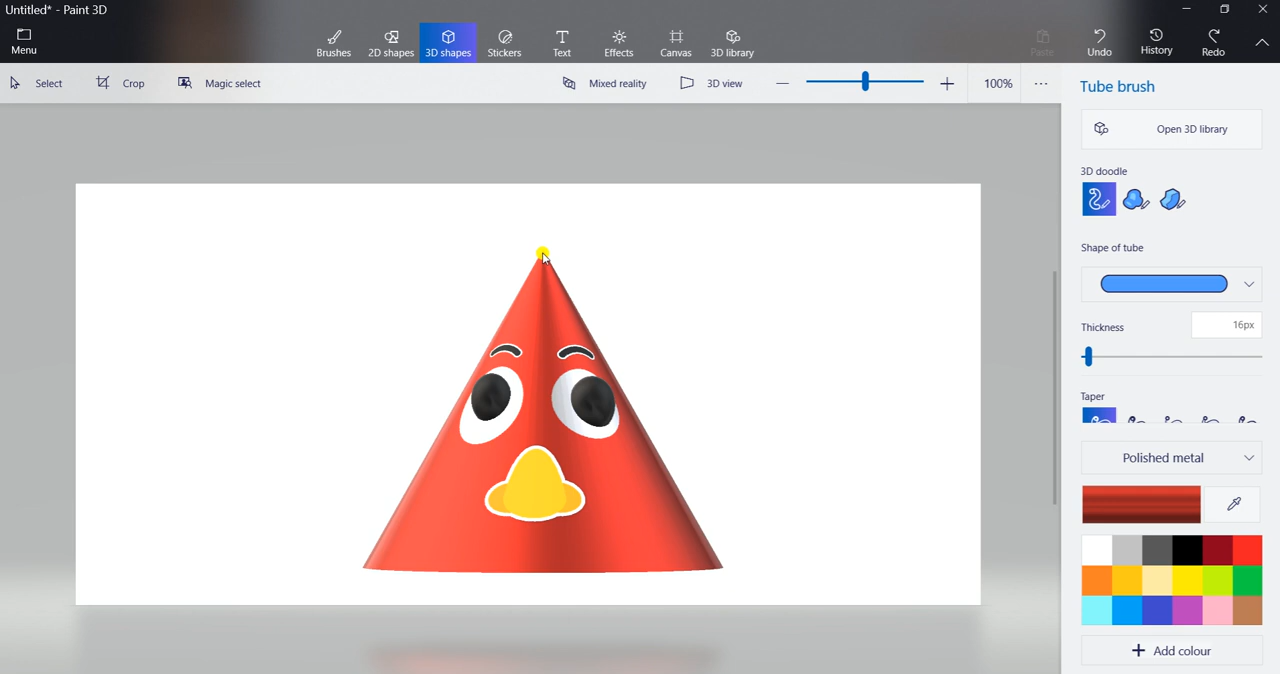 Untitled* - Paint 3D
Menu
Brushes
2D shapes
3D shapes
Stickers
Text
Effects
Canvas
3D library
Paste
Undo
History
Redo
Select
Crop
Magic select
Mixed reality
3D view
100%
Tube brush
Open 3D library
3D doodle
Shape of tube
Thickness
16px
Taper
Polished metal
Add colour